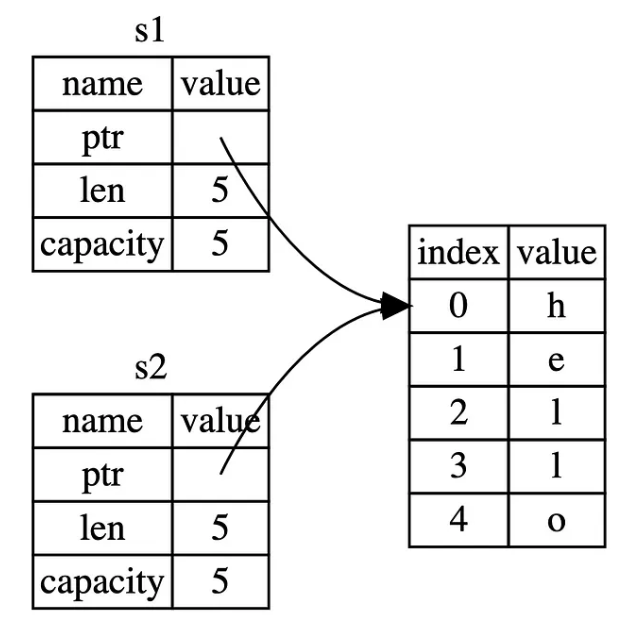 s1
name value
ptr
len 5
capacity 5
s2
name value
ptr
len 5
capacity 5
index value
0 h
1 e
2 l
3 l
4 o